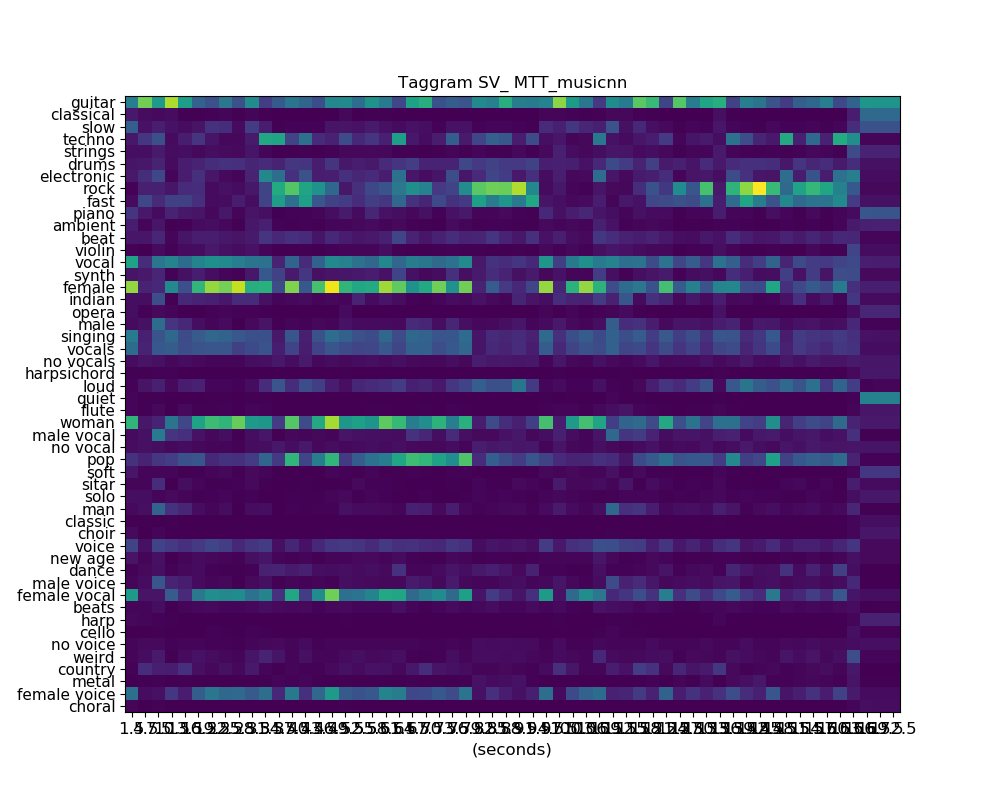 Taggram SV_ MTT_musicnn
guitar
classical
slow
techno
strings
drums
electronic
rock
fast
piano
ambient
beat
violin
vocal
synth
female
indian
opera
male
singing
vocals
no vocals
harpsichord
loud
quiet
flute
woman
male vocal
no vocal
pop
soft
sitar
solo
man
classic
choir
voice
new age
dance
male voice
female vocal
beats
harp
cello
no voice
weird
country
metal
female voice
choral
(seconds)